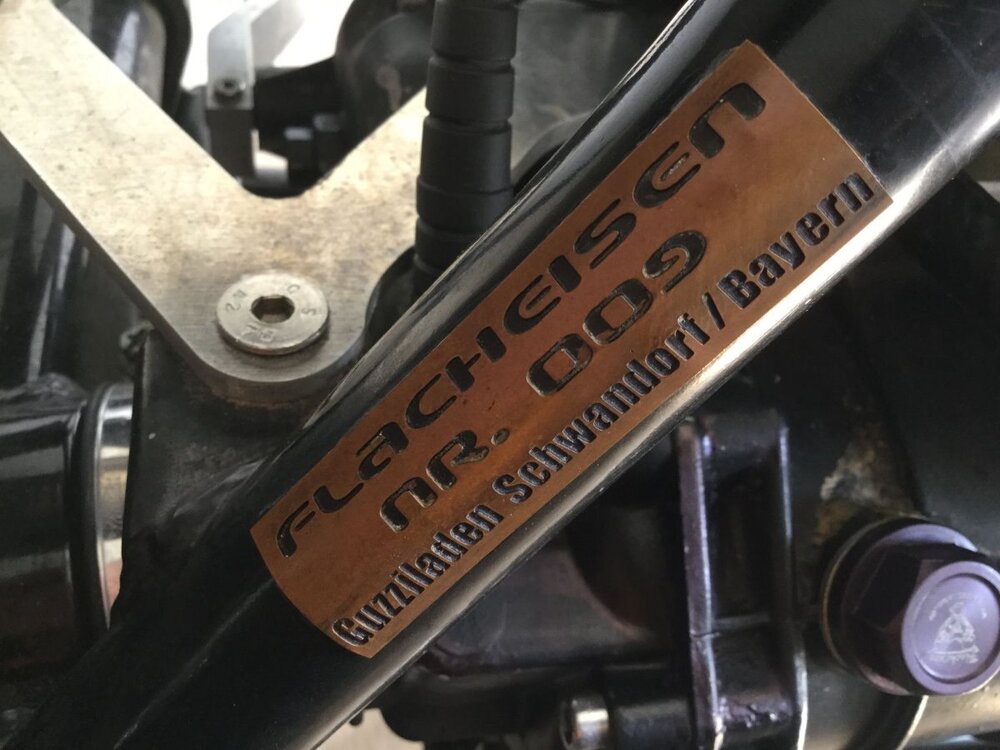 FLaCHEISEN
NR. 009
Guzziladen Schwandorf / Bayern